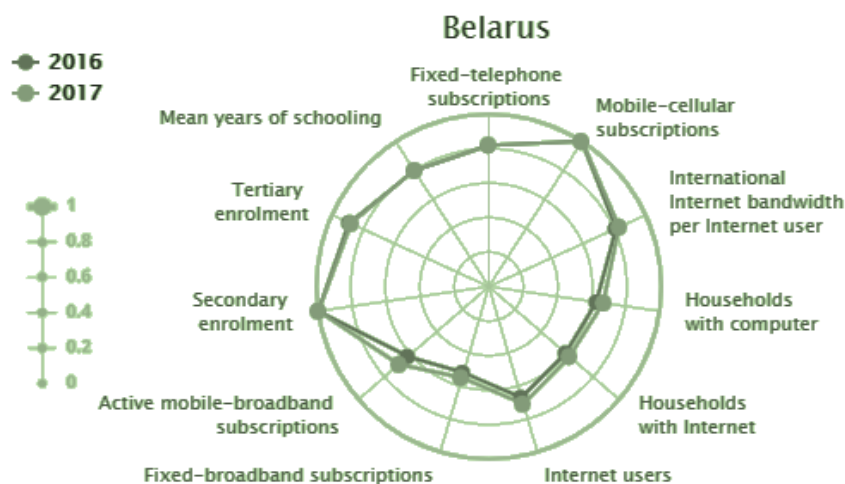 Belarus
2016
2017
Fixed-telephone
subscriptions
Mobile-cellular
subscriptions
International
Internet bandwidth
per Internet user
Households
with computer
Households
with Internet
Internet users
Fixed-broadband subscriptions
Active mobile-broadband
subscriptions
Secondary
enrolment
Tertiary
enrolment
Mean years of schooling
1
0.8
0.6
0.4
0.2
0